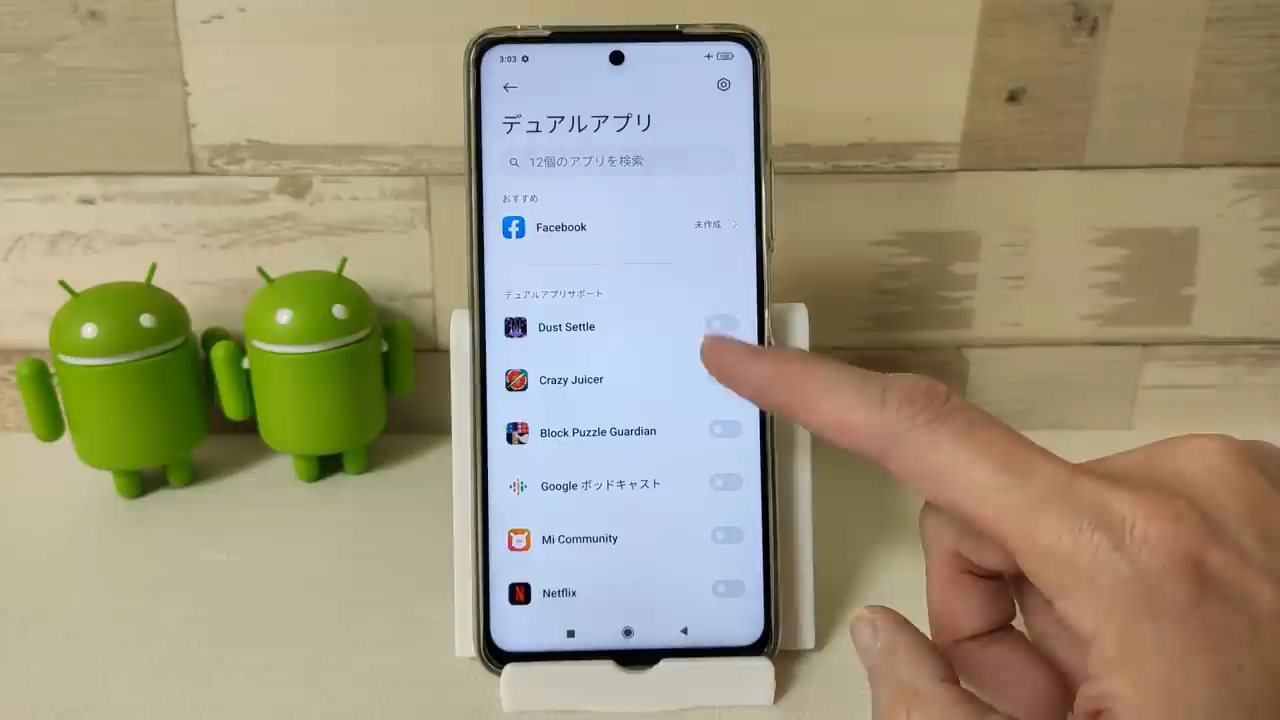 3:03
100
デュアルアプリ
12個のアプリを検索
おすすめ
Facebook 未作成
デュアルアプリサポート
Dust Settle
Crazy Juicer
Block Puzzle Guardian
Google ポッドキャスト
Mi Community
Netflix